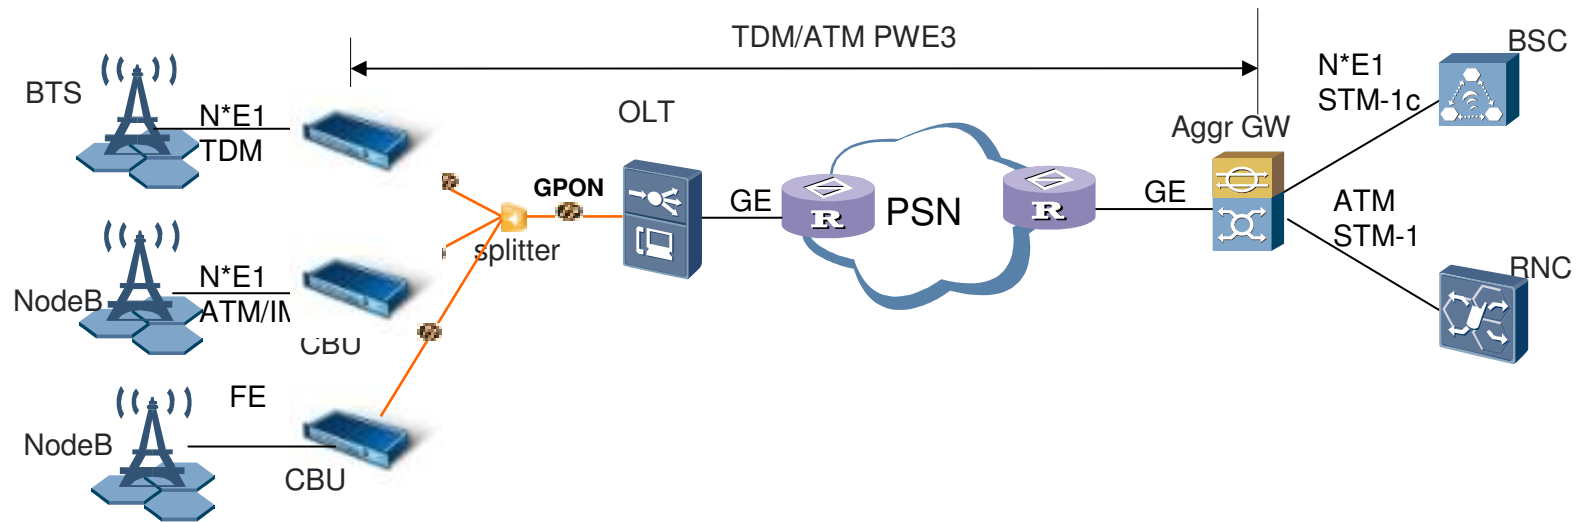 TDM/ATM PWE3
BSC
N*E1
STM-1c
BTS
N*E1
TDM
OLT
Aggr GW
GPON
GE
PSN
GE
R
R
ATM
STM-1
splitter
RNC
NodeB
N*E1
CBU
FE
NodeB
CBU